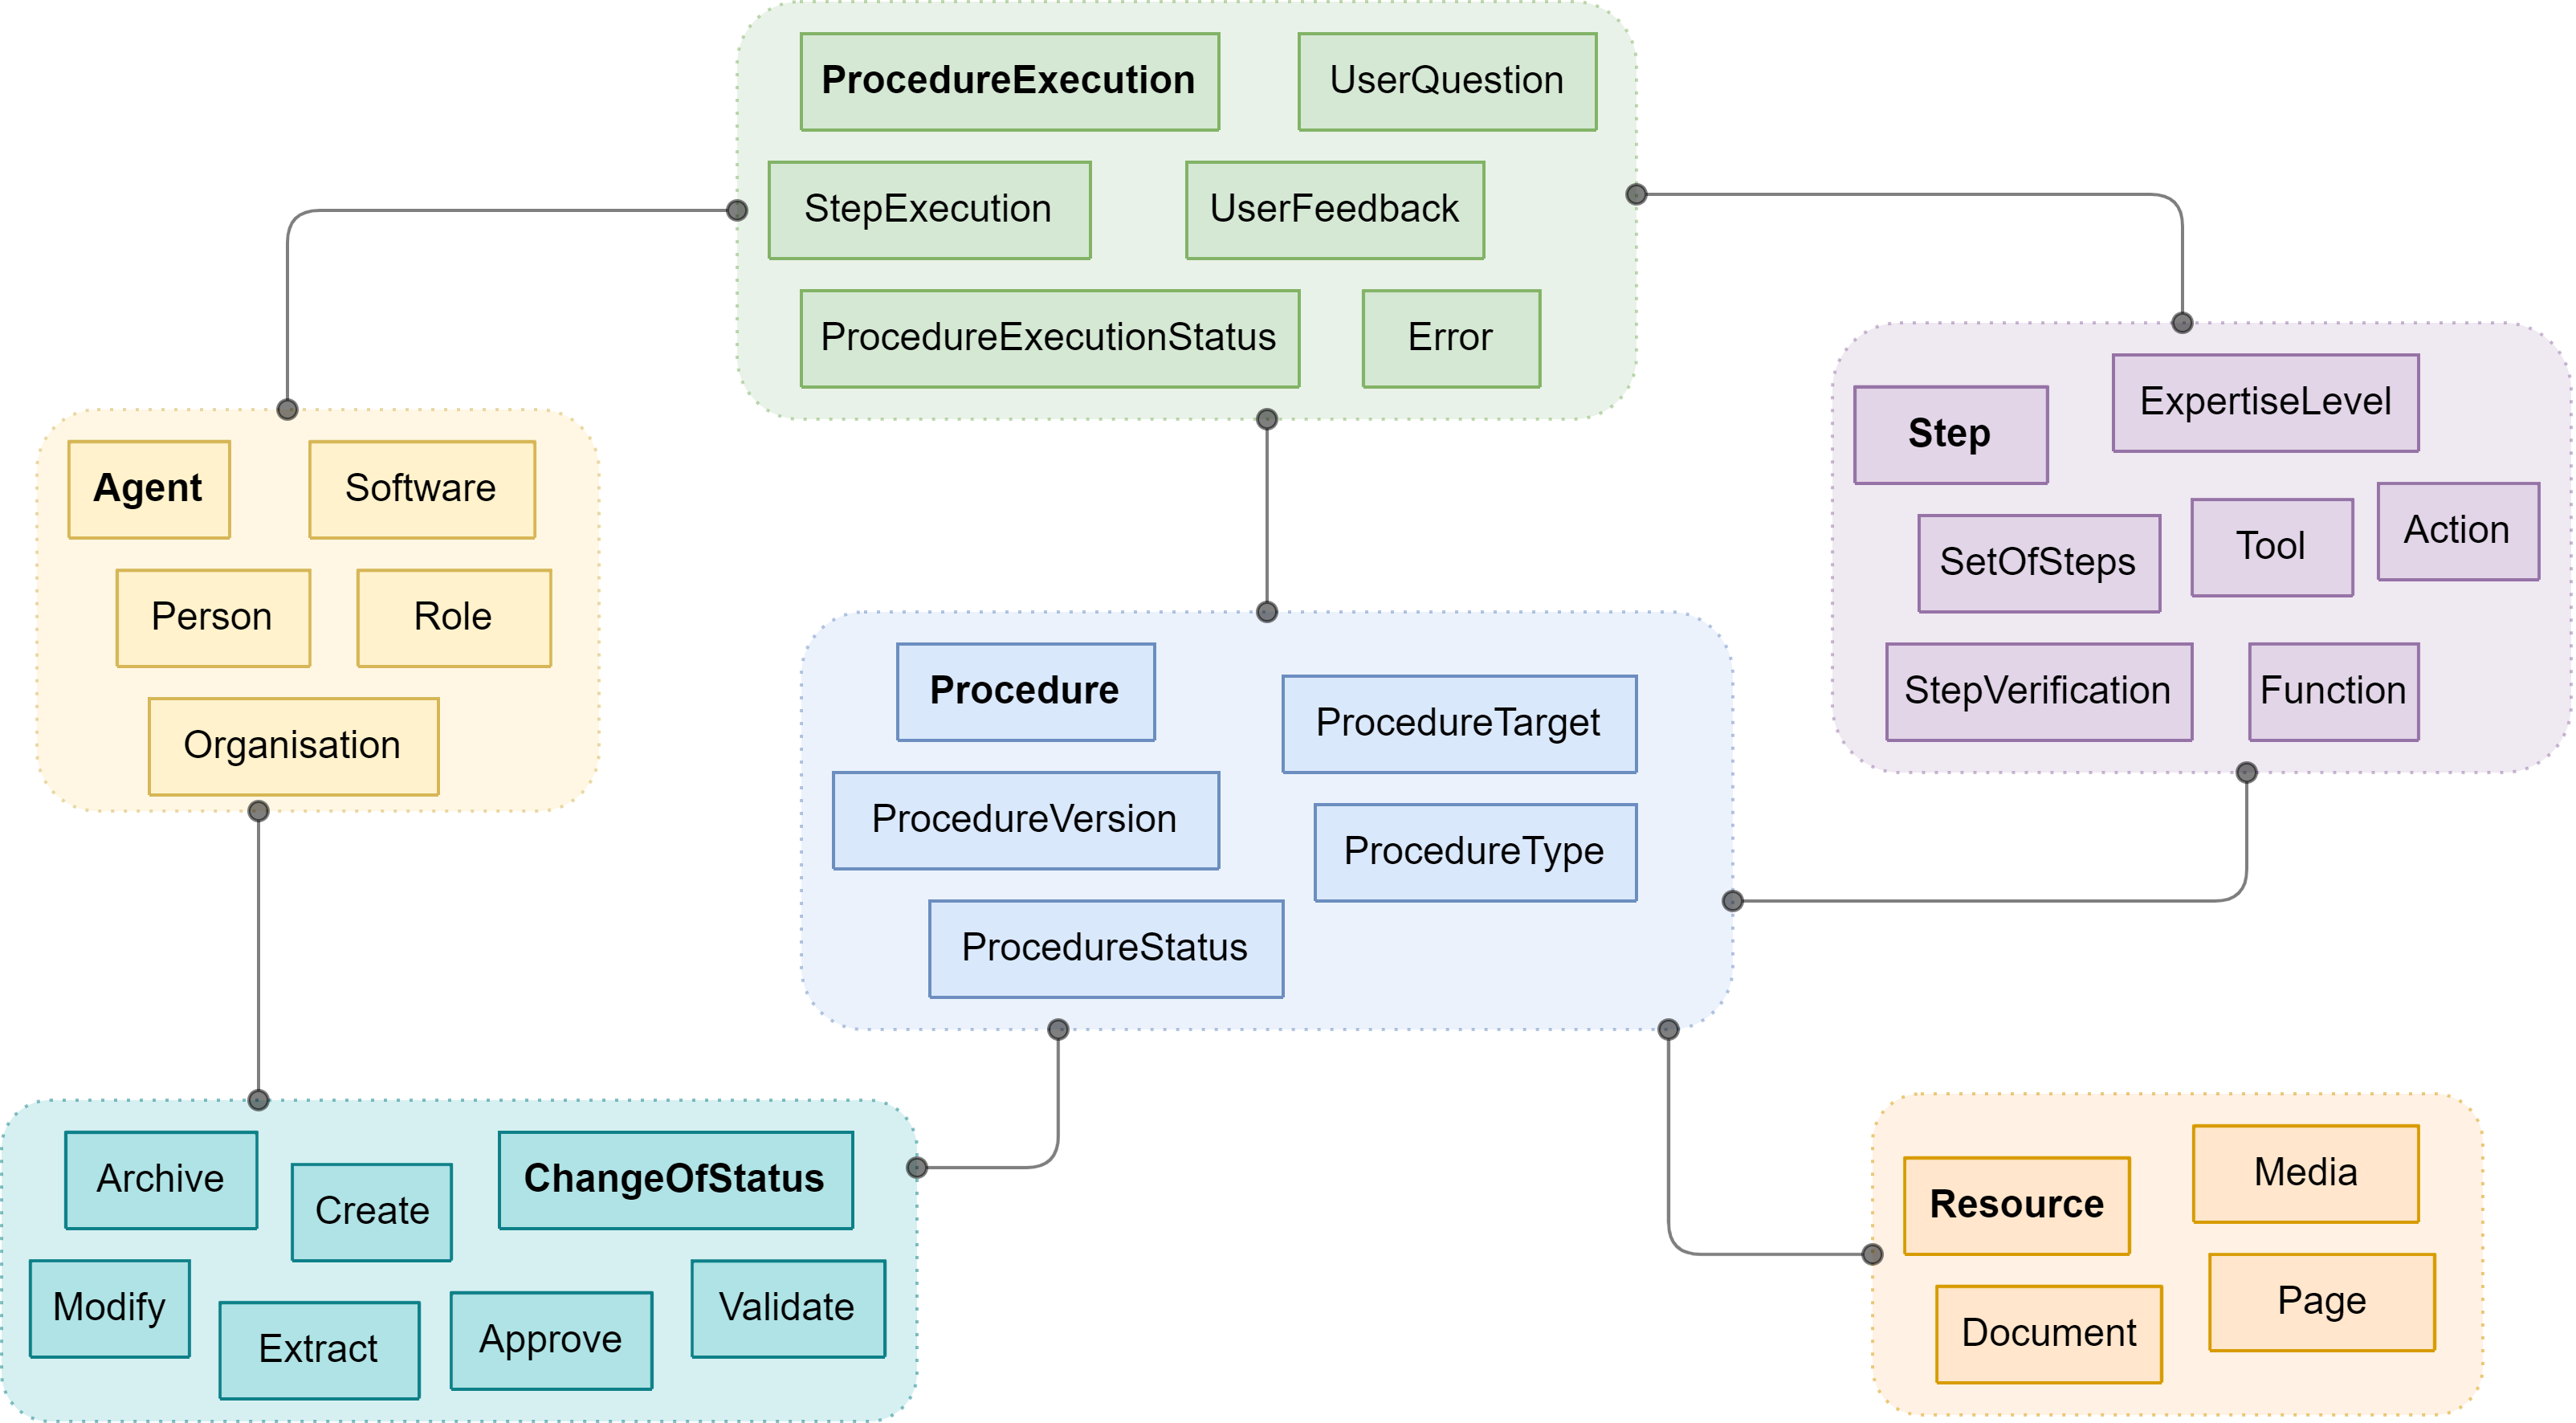 ProcedureExecution
UserQuestion
StepExecution
UserFeedback
ProcedureExecutionStatus
Error
Agent
Software
Person
Role
Organisation
Step
ExpertiseLevel
SetOfSteps
Tool
Action
StepVerification
Function
Procedure
ProcedureTarget
ProcedureVersion
ProcedureType
ProcedureStatus
Archive
Create
ChangeOfStatus
Modify
Extract
Approve
Validate
Resource
Media
Document
Page